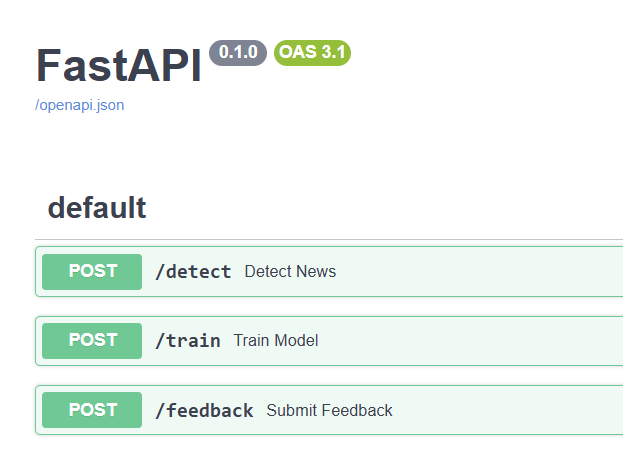 FastAPI 0.1.0 OAS 3.1
/openapi.json
default
POST /detect Detect News
POST /train Train Model
POST /feedback Submit Feedback